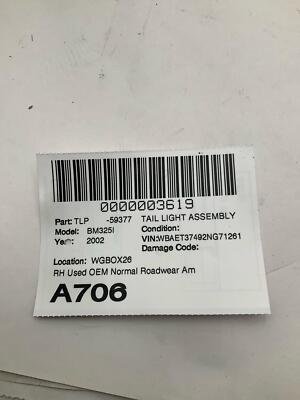 0000003619
Part: TLP -59377 TAIL LIGHT ASSEMBLY
Model: BM325I Condition:
Year: 2002 VIN:WBAET37492NG71261
Damage Code:
Location: WGBOX26
RH Used OEM Normal Roadwear Am
A706